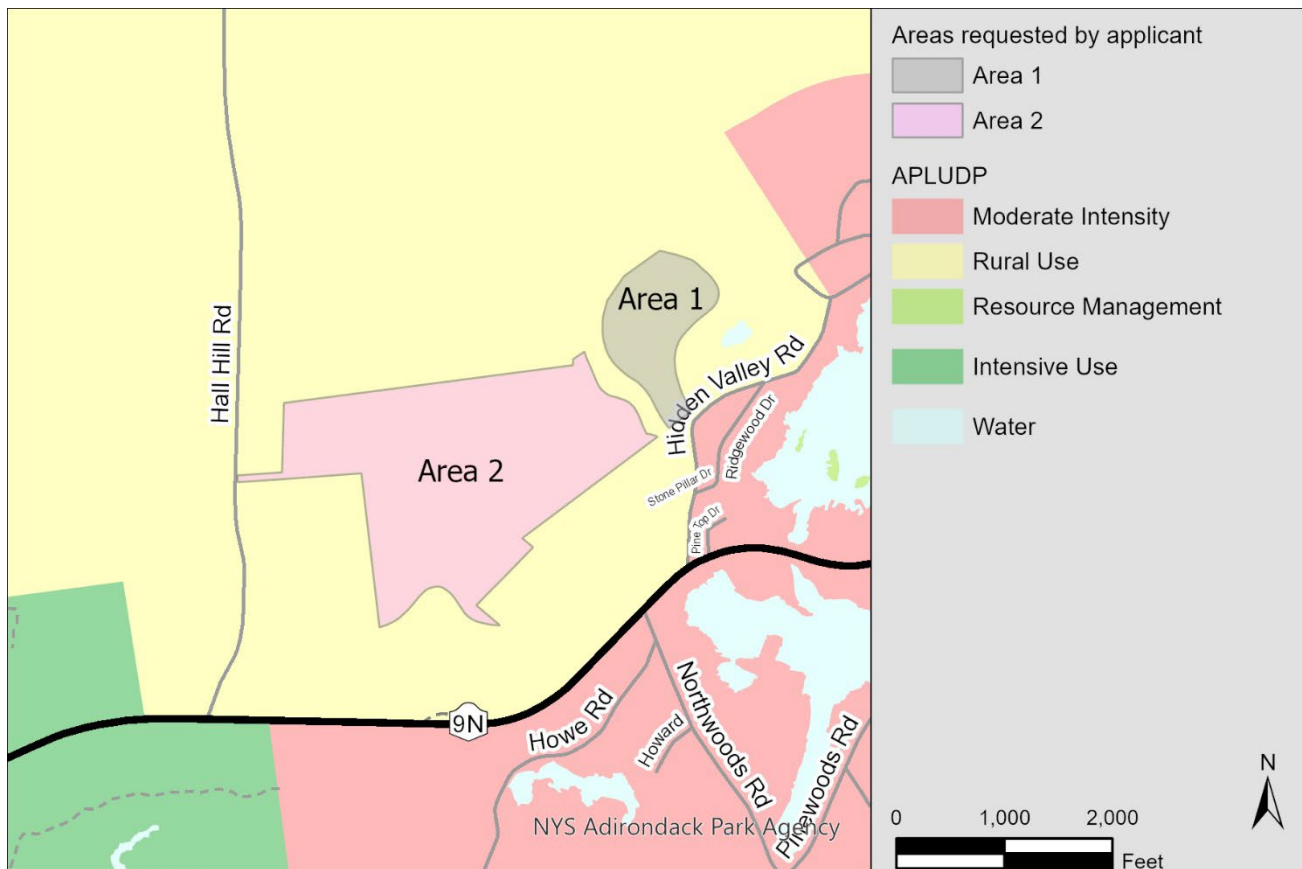 Areas requested by applicant
Area 1
Area 2
APLUDP
Moderate Intensity
Rural Use
Resource Management
Intensive Use
Water
Area 1
Hall Hill Rd
Hidden Valley Rd
Ridgewood Dr
Area 2
Stone Pillar Dr
Pine Top Dr
9N
Howe Rd
Howard
Northwoods Rd
Pinewoods Rd
NYS Adirondack Park Agency
N
0 1,000 2,000
Feet